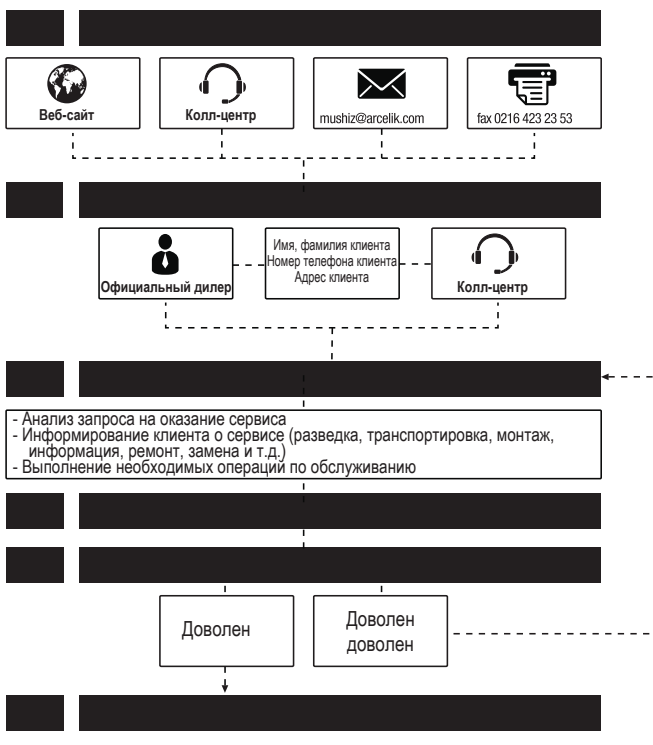 Веб-сайт
Колл-центр
mushiz@arcelik.com
fax 0216 423 23 53
Официальный дилер
Имя, фамилия клиента
Номер телефона клиента
Адрес клиента
Колл-центр
- Анализ запроса на оказание сервиса
- Информирование клиента о сервисе (разведка, транспортировка, монтаж,
информация, ремонт, замена и т.д.)
- Выполнение необходимых операций по обслуживанию
Доволен
Доволен
доволен